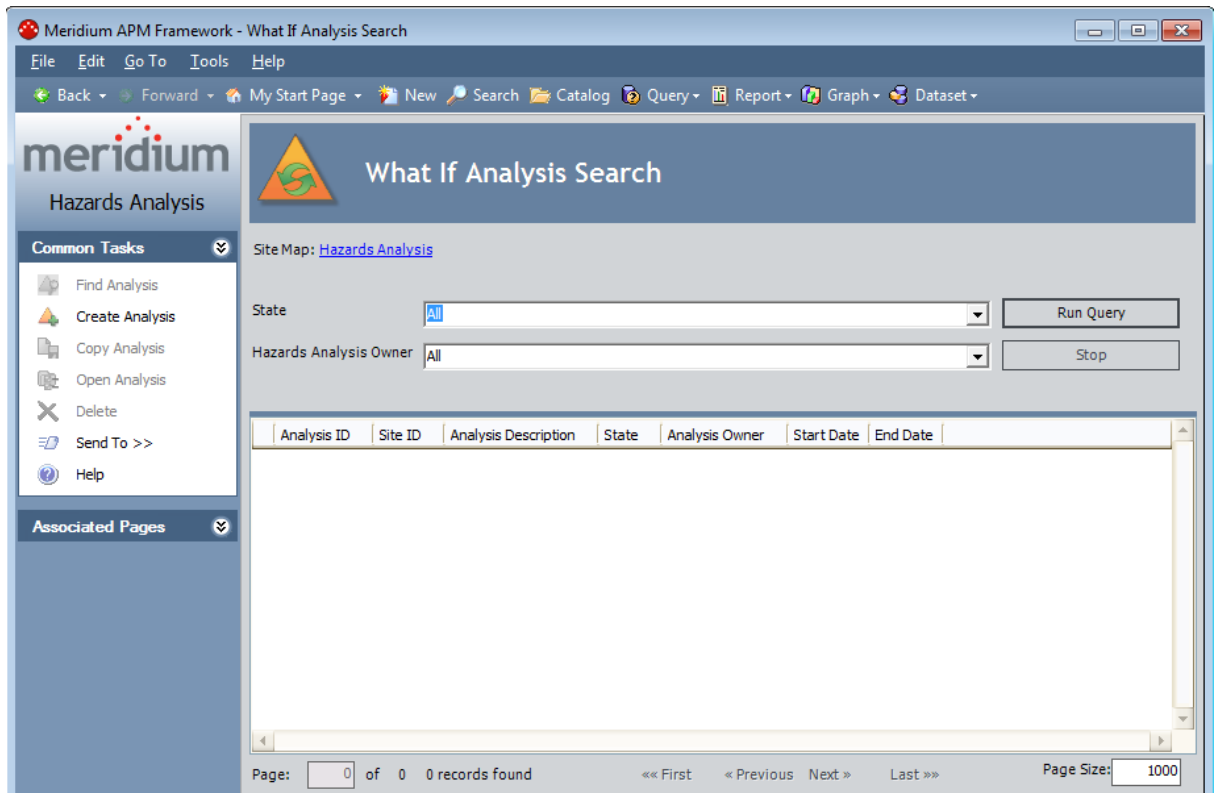 Meridium APM Framework - What If Analysis Search
File Edit Go To Tools Help
Back Forward My Start Page New Search Catalog Query Report Graph Dataset
meridium
Hazards Analysis
Common Tasks
Find Analysis
Create Analysis
Copy Analysis
Open Analysis
Delete
Send To >>
Help
Associated Pages
What If Analysis Search
Site Map: Hazards Analysis
State All Run Query
Hazards Analysis Owner All Stop
Analysis ID Site ID Analysis Description State Analysis Owner Start Date End Date
Page: 0 of 0 0 records found «« First « Previous Next » Last »» Page Size: 1000